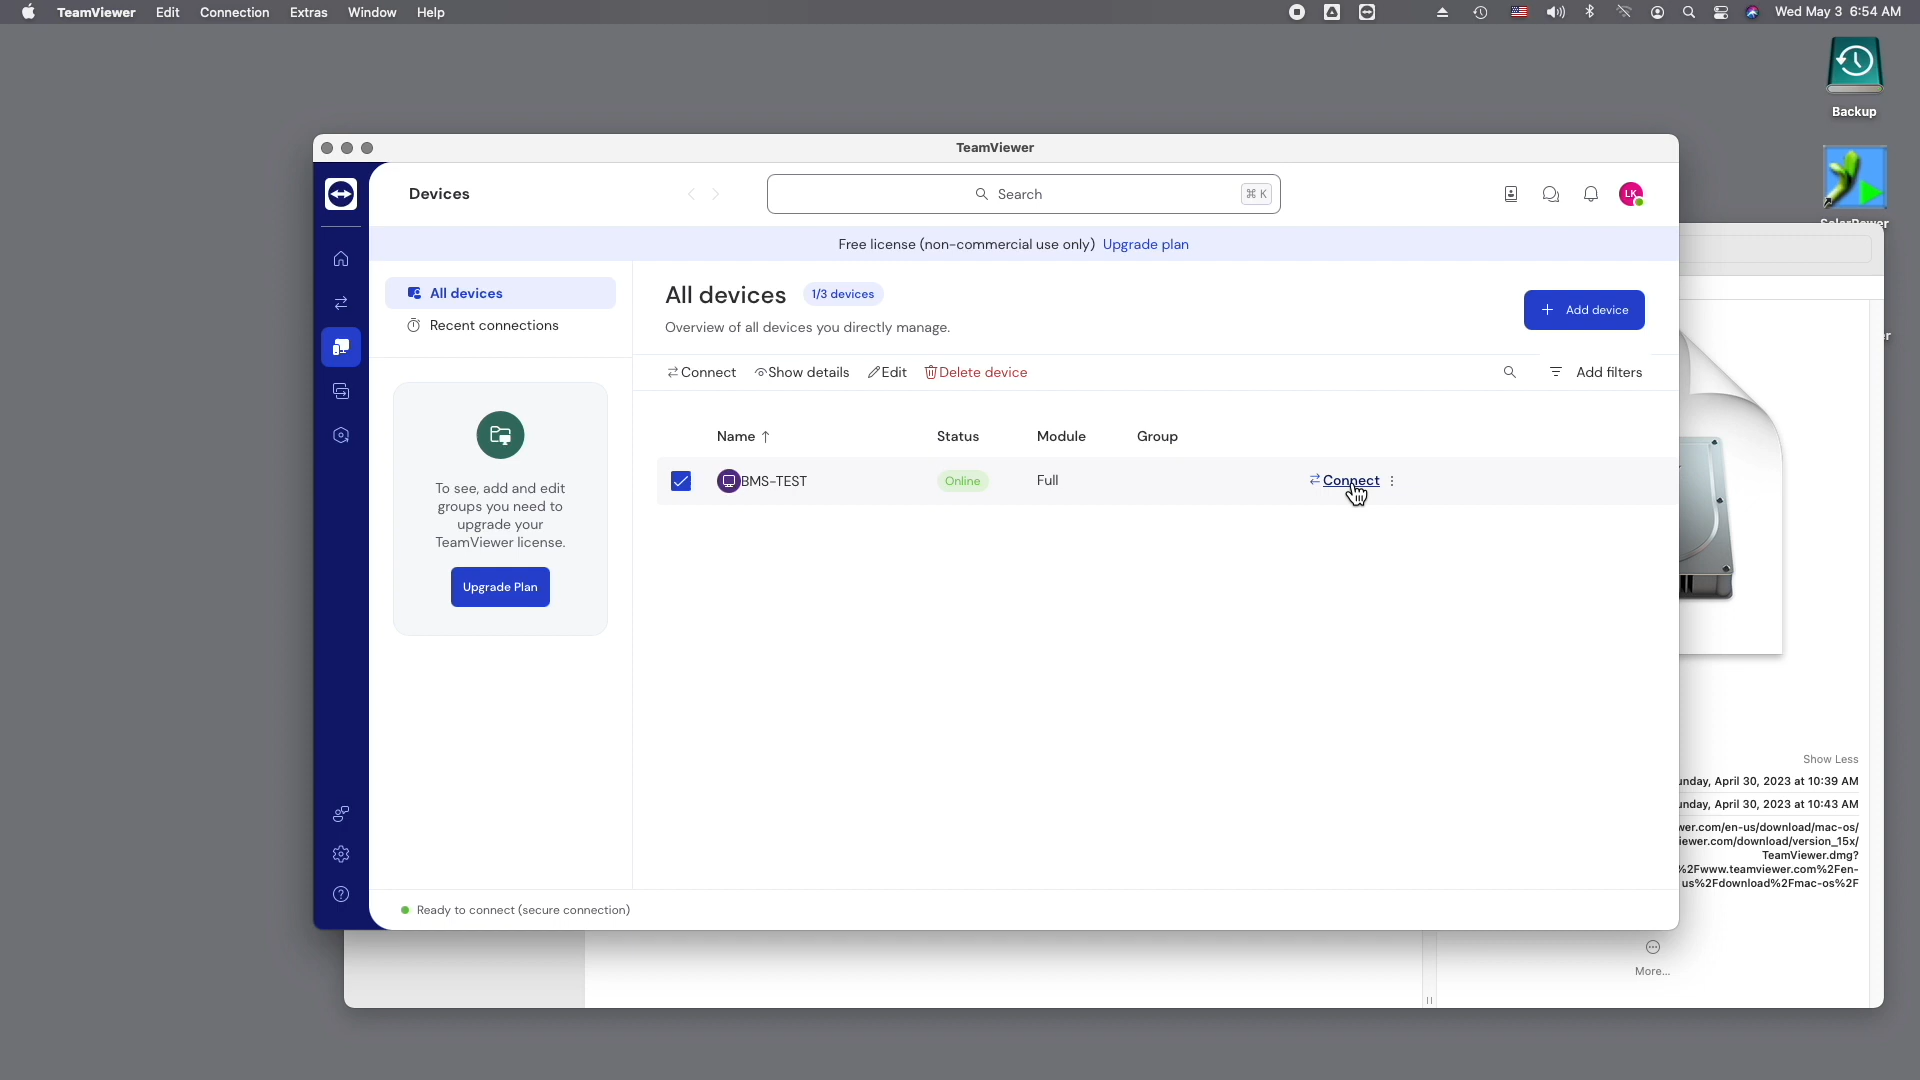 TeamViewer Edit Connection Extras Window Help
Wed May 3 6:54 AM
Backup
TeamViewer
Devices
Search
⌘ K
LK
Free license (non-commercial use only) Upgrade plan
All devices
Recent connections
To see, add and edit
groups you need to
upgrade your
TeamViewer license.
Upgrade Plan
All devices 1/3 devices
Overview of all devices you directly manage.
+ Add device
Connect Show details Edit Delete device
Add filters
Name ↑ Status Module Group
BMS-TEST Online Full Connect
Ready to connect (secure connection)
Show Less
April 30, 2023 at 10:39 AM
April 30, 2023 at 10:43 AM
wer.com/en-us/download/mac-os/
iewer.com/download/version_15x/
TeamViewer.dmg?
%2Fwww.teamviewer.com%2Fen-
us%2Fdownload%2Fmac-os%2F
More...